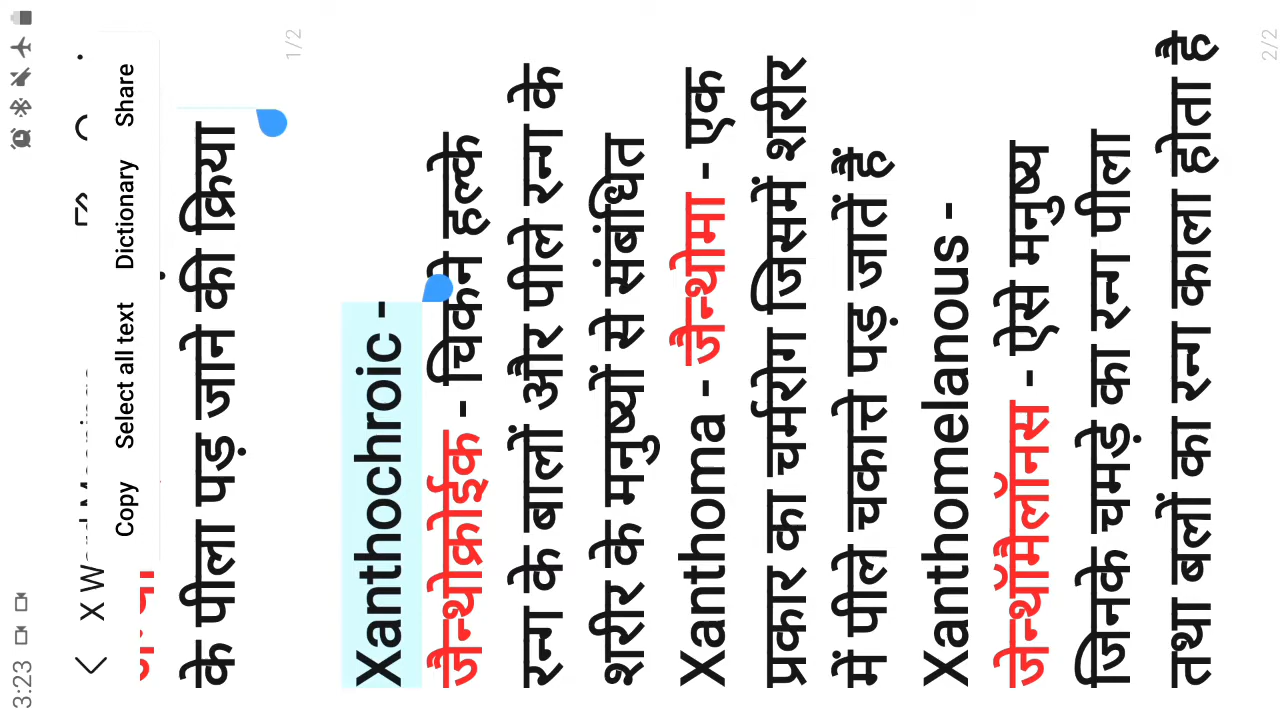 3:23
X W
Copy Select all text Dictionary Share
के पीला पड़ जाने की क्रिया
1/2
Xanthochroic -
जैन्थोक्रोईक - चिकने हल्के
रन्ग के बालों और पीले रन्ग के
शरीर के मनुष्यों से संबंधित
Xanthoma - जैन्थोमा - एक
प्रकार का चर्मरोग जिसमें शरीर
में पीले चकात्ते पड़ जातें हैं
Xanthomelanous -
जेन्थॉमैलॉनस - ऐसे मनुष्य
जिनके चमड़े का रन्ग पीला
तथा बलों का रन्ग काला होता है
2/2